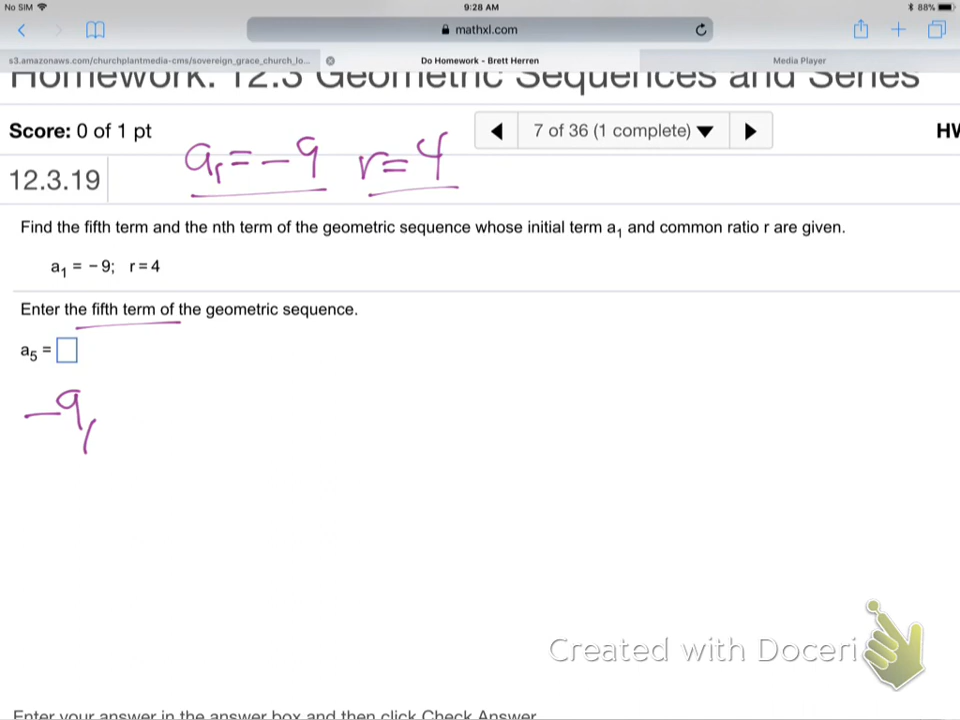 No SIM 9:28 AM 88%
mathxl.com
s3.amazonaws.com/churchplantmedia-cms/sovereign_grace_church_lo... Do Homework - Brett Herren Media Player
Homework: 12.3 Geometric Sequences and Series
Score: 0 of 1 pt 7 of 36 (1 complete) HW
a₁ = -9 r = 4
12.3.19
Find the fifth term and the nth term of the geometric sequence whose initial term a₁ and common ratio r are given.
a₁ = - 9; r = 4
Enter the fifth term of the geometric sequence.
a₅ =
-9,
Created with Doceri
Enter your answer in the answer box and then click Check Answer